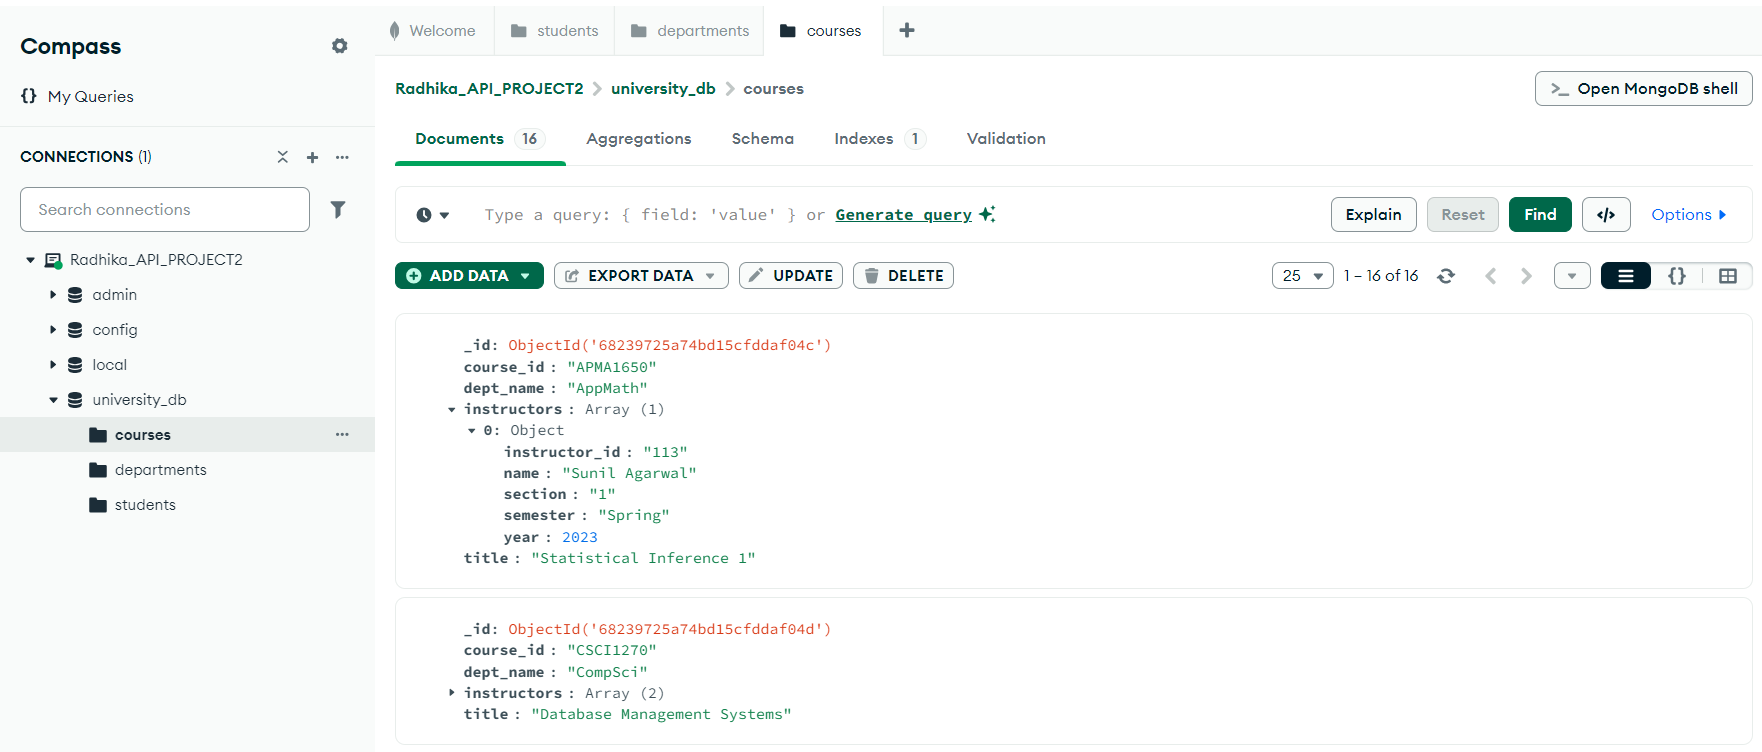 Compass
My Queries
CONNECTIONS (1)
Search connections
Radhika_API_PROJECT2
admin
config
local
university_db
courses
departments
students
Welcome
students
departments
courses
Radhika_API_PROJECT2 > university_db > courses
>_ Open MongoDB shell
Documents 16 Aggregations Schema Indexes 1 Validation
Type a query: { field: 'value' } or Generate query
Explain Reset Find </> Options
ADD DATA EXPORT DATA UPDATE DELETE
25 1 – 16 of 16 {}
_id: ObjectId('68239725a74bd15cfddaf04c')
course_id : "APMA1650"
dept_name : "AppMath"
instructors : Array (1)
0: Object
instructor_id : "113"
name : "Sunil Agarwal"
section : "1"
semester : "Spring"
year : 2023
title : "Statistical Inference 1"
_id: ObjectId('68239725a74bd15cfddaf04d')
course_id : "CSCI1270"
dept_name : "CompSci"
instructors : Array (2)
title : "Database Management Systems"